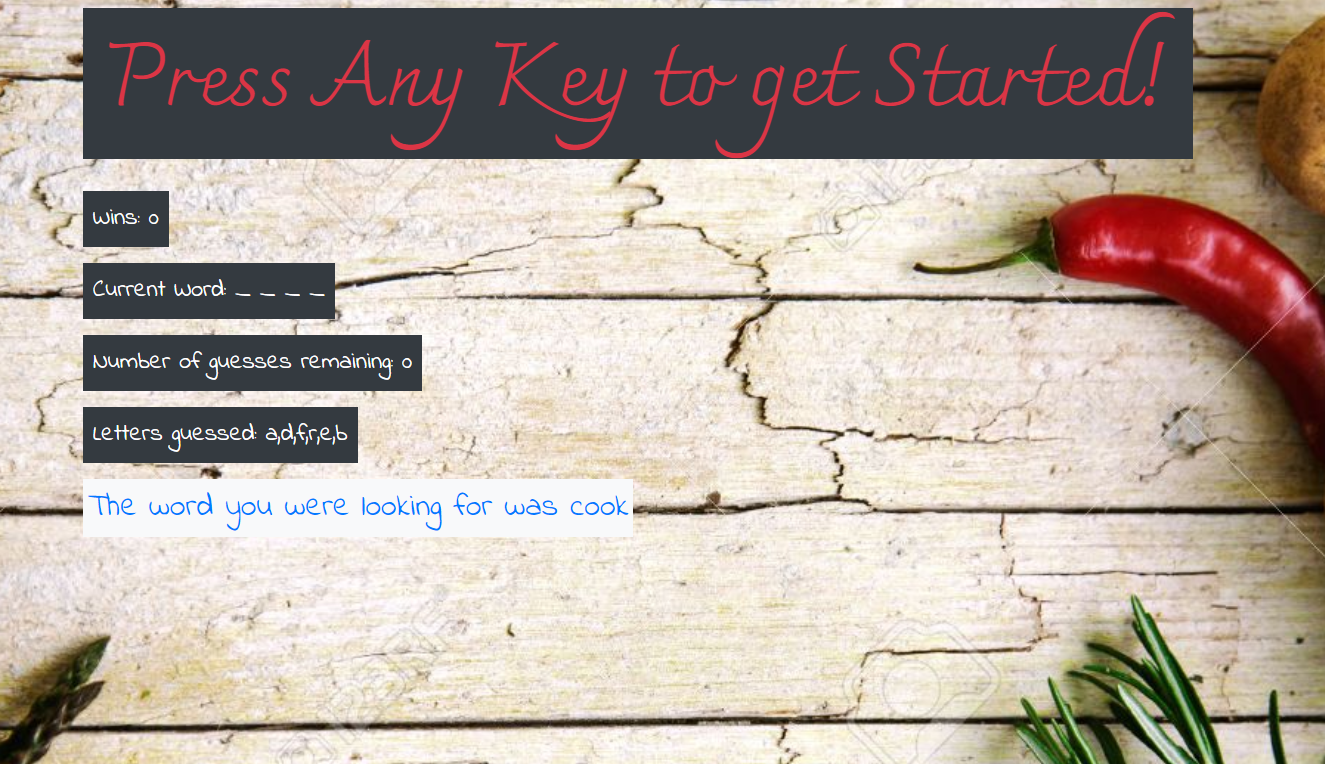 Press Any Key to get Started!
Wins: 0
Current Word: _ _ _ _
Number of guesses remaining: 0
Letters guessed: a,d,f,r,e,b
The word you were looking for was cook